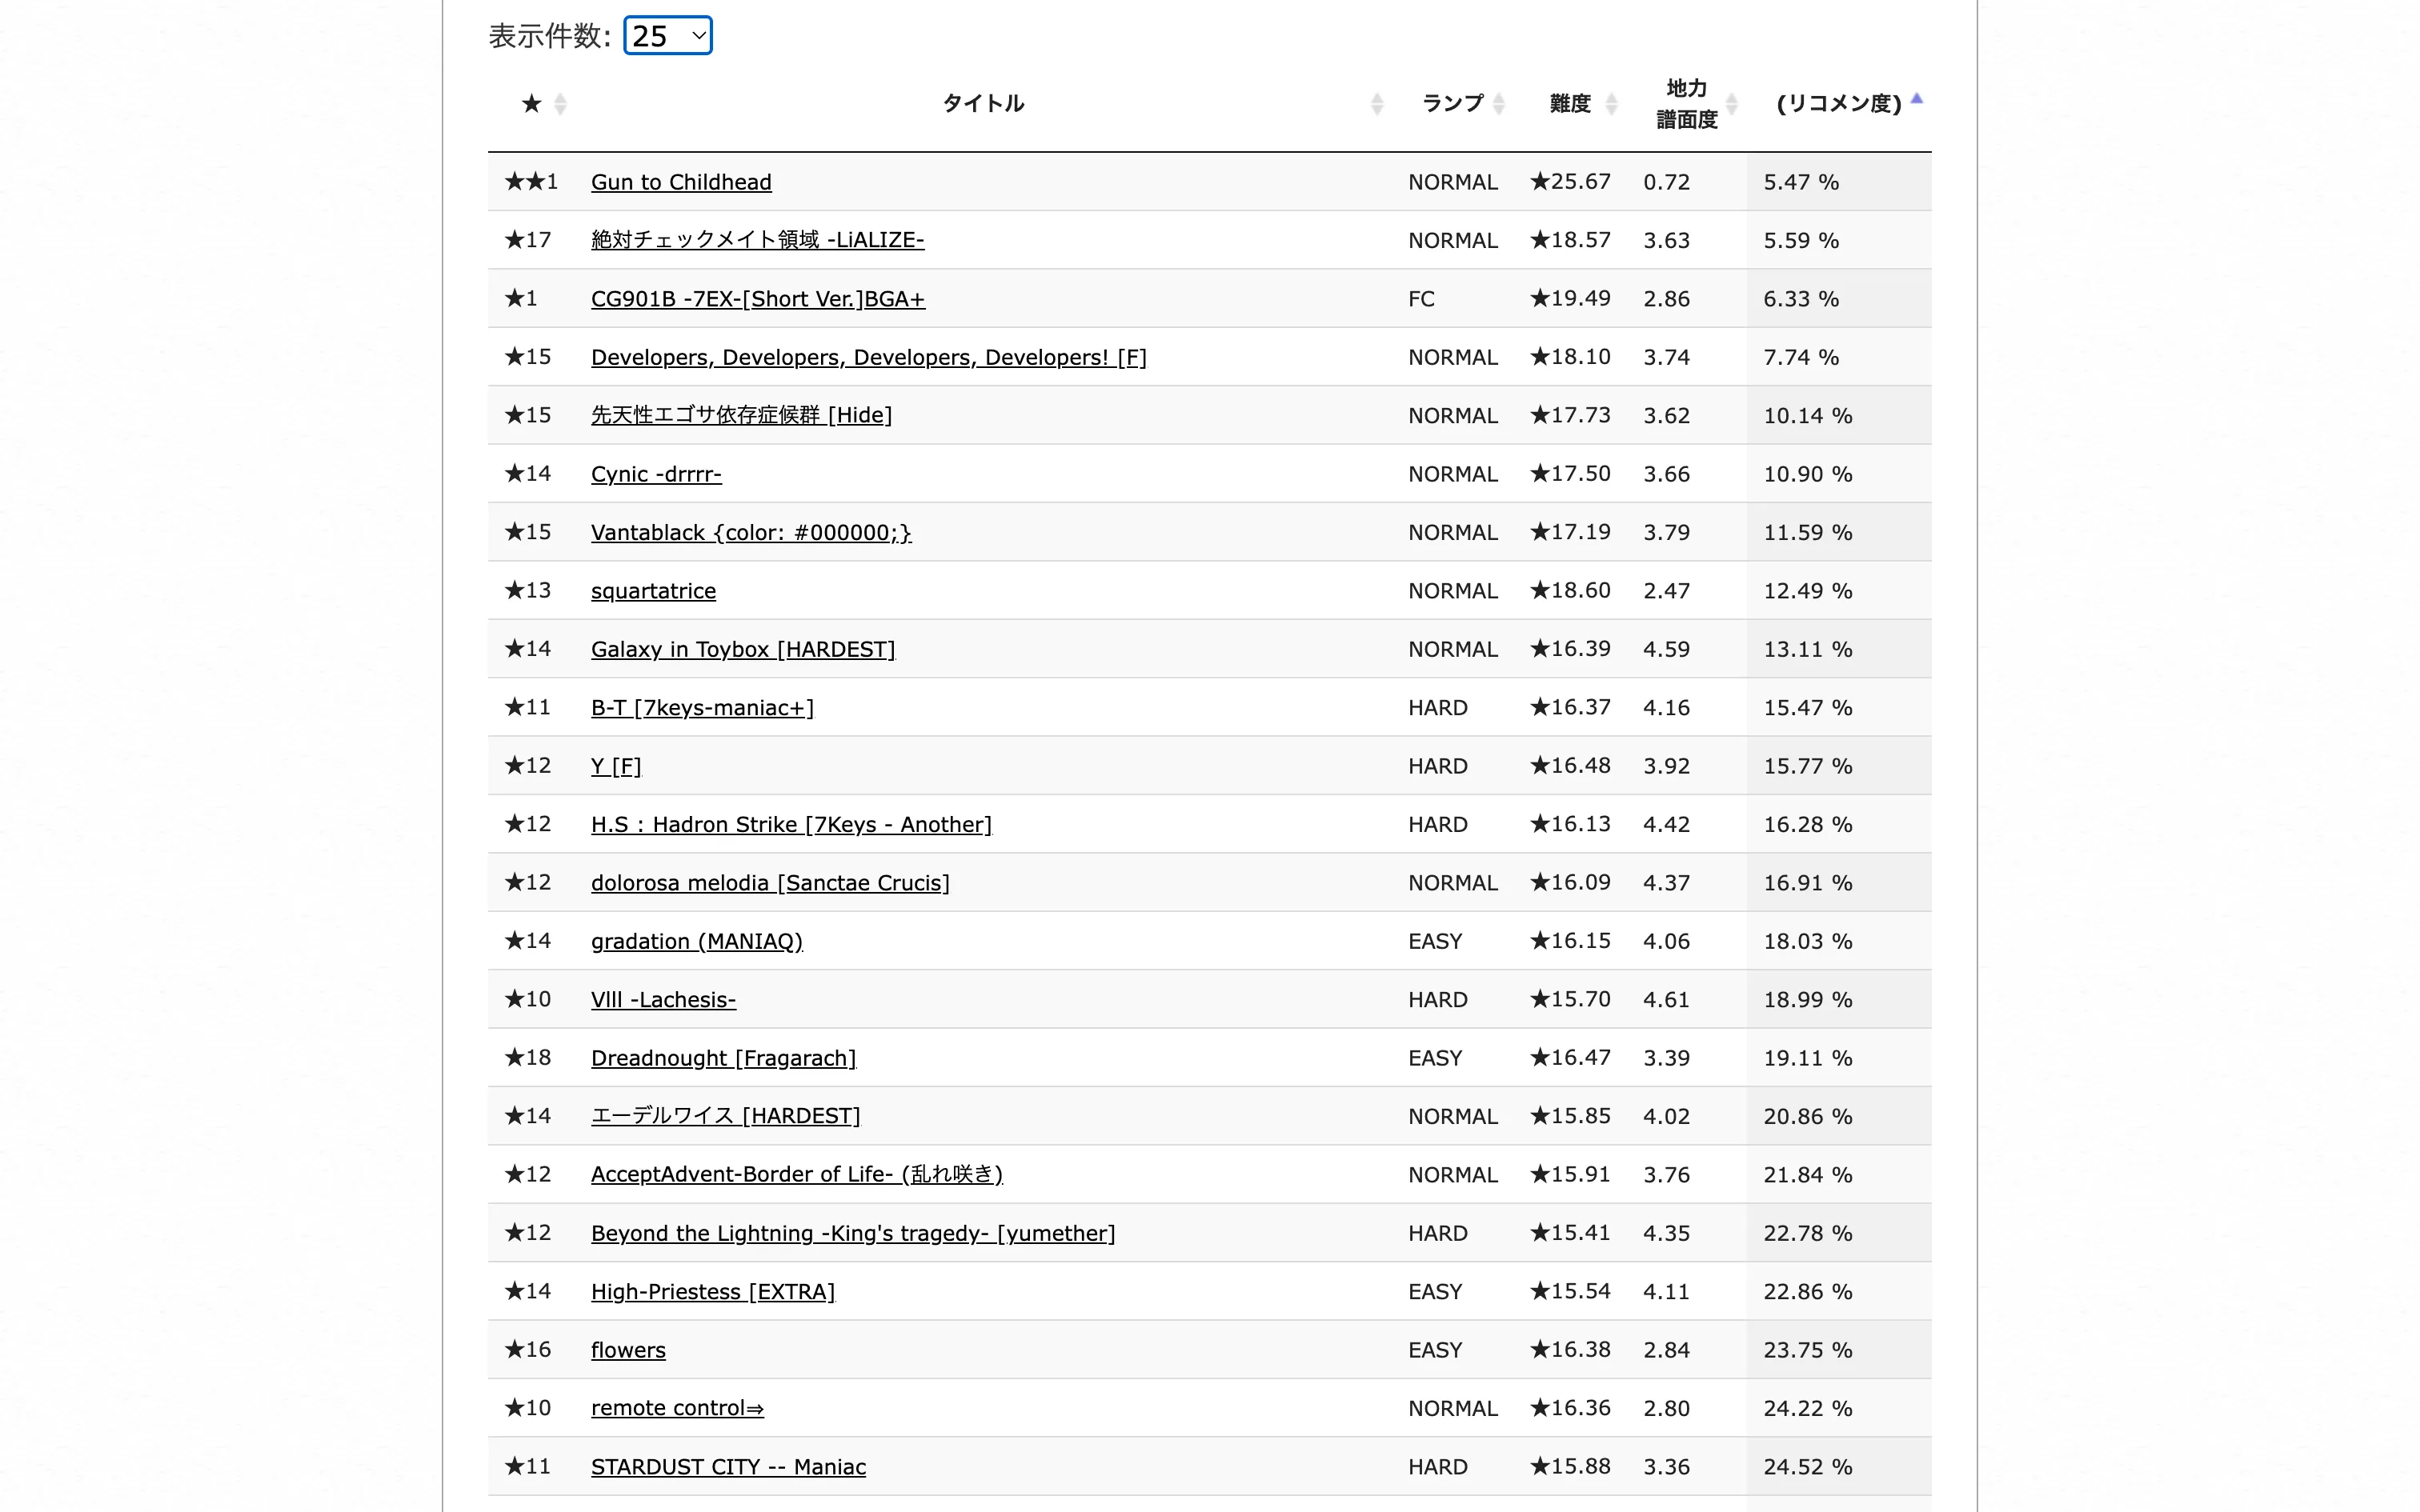 表示件数: 25
★ タイトル ランプ 難度 地力譜面度 (リコメン度)
★★1 Gun to Childhead NORMAL ★25.67 0.72 5.47 %
★17 絶対チェックメイト領域 -LiALIZE- NORMAL ★18.57 3.63 5.59 %
★1 CG901B -7EX-[Short Ver.]BGA+ FC ★19.49 2.86 6.33 %
★15 Developers, Developers, Developers, Developers! [F] NORMAL ★18.10 3.74 7.74 %
★15 先天性エゴサ依存症候群 [Hide] NORMAL ★17.73 3.62 10.14 %
★14 Cynic -drrrr- NORMAL ★17.50 3.66 10.90 %
★15 Vantablack {color: #000000;} NORMAL ★17.19 3.79 11.59 %
★13 squartatrice NORMAL ★18.60 2.47 12.49 %
★14 Galaxy in Toybox [HARDEST] NORMAL ★16.39 4.59 13.11 %
★11 B-T [7keys-maniac+] HARD ★16.37 4.16 15.47 %
★12 Y [F] HARD ★16.48 3.92 15.77 %
★12 H.S : Hadron Strike [7Keys - Another] HARD ★16.13 4.42 16.28 %
★12 dolorosa melodia [Sanctae Crucis] NORMAL ★16.09 4.37 16.91 %
★14 gradation (MANIAQ) EASY ★16.15 4.06 18.03 %
★10 Vlll -Lachesis- HARD ★15.70 4.61 18.99 %
★18 Dreadnought [Fragarach] EASY ★16.47 3.39 19.11 %
★14 エーデルワイス [HARDEST] NORMAL ★15.85 4.02 20.86 %
★12 AcceptAdvent-Border of Life- (乱れ咲き) NORMAL ★15.91 3.76 21.84 %
★12 Beyond the Lightning -King's tragedy- [yumether] HARD ★15.41 4.35 22.78 %
★14 High-Priestess [EXTRA] EASY ★15.54 4.11 22.86 %
★16 flowers EASY ★16.38 2.84 23.75 %
★10 remote control⇒ NORMAL ★16.36 2.80 24.22 %
★11 STARDUST CITY -- Maniac HARD ★15.88 3.36 24.52 %